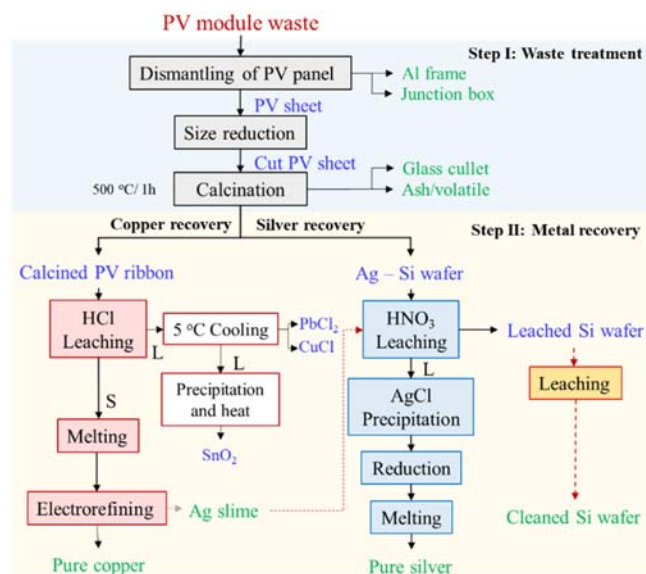 PV module waste
Step I: Waste treatment
Dismantling of PV panel
Al frame
Junction box
PV sheet
Size reduction
Cut PV sheet
Glass cullet
500 °C/ 1h
Calcination
Ash/volatile
Copper recovery
Silver recovery
Step II: Metal recovery
Calcined PV ribbon
Ag – Si wafer
HCl
Leaching
L
5 °C Cooling
PbCl₂
CuCl
HNO₃
Leaching
Leached Si wafer
L
L
S
Precipitation
and heat
AgCl
Precipitation
Leaching
Melting
SnO₂
Reduction
Electrorefining
Ag slime
Melting
Cleaned Si wafer
Pure copper
Pure silver